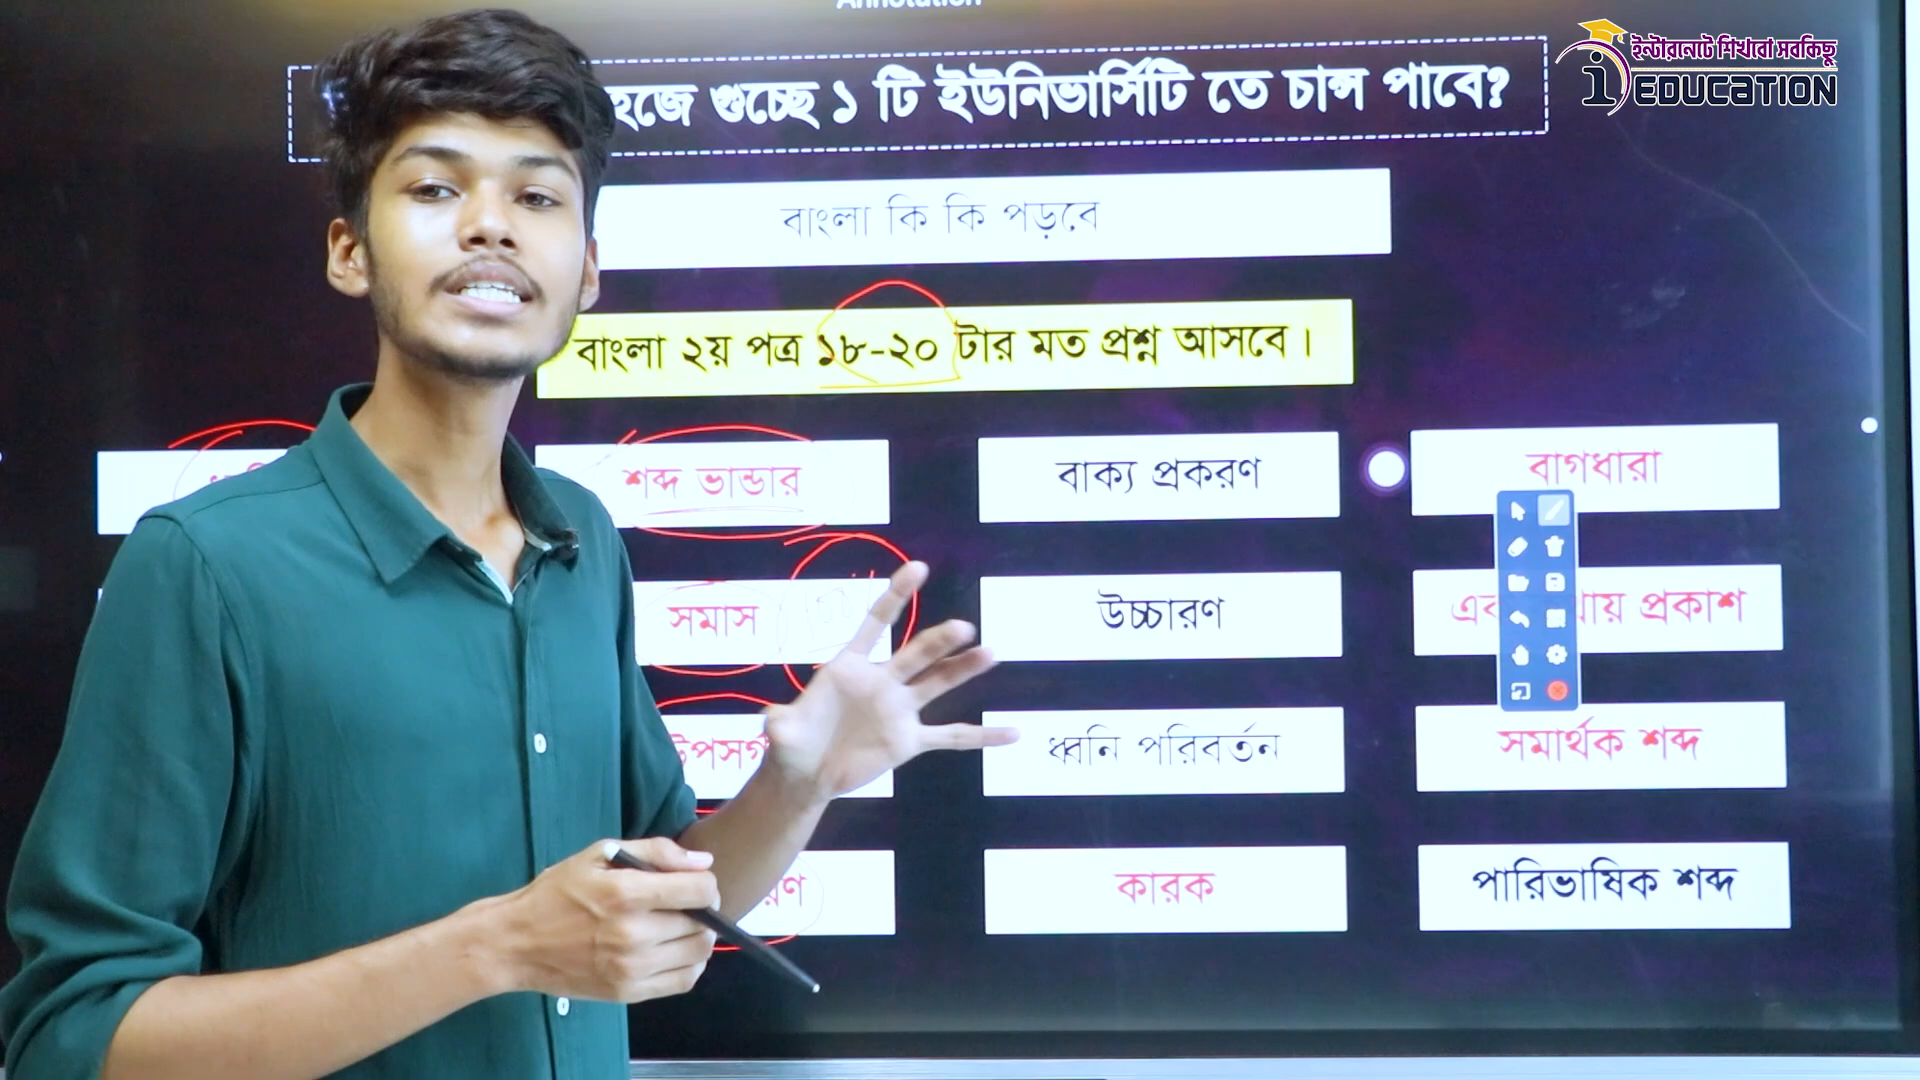 Annotation
ইন্টারনেটে শিখবো সবকিছু
i EDUCATION
গুচ্ছে ১ টি ইউনিভার্সিটি তে চান্স পাবে?
বাংলা কি কি পড়বে
বাংলা ২য় পত্র ১৮-২০ টার মত প্রশ্ন আসবে।
শব্দ ভান্ডার বাক্য প্রকরণ বাগধারা
সমাস উচ্চারণ প্রকাশ
ধ্বনি পরিবর্তন সমার্থক শব্দ
কারক পারিভাষিক শব্দ